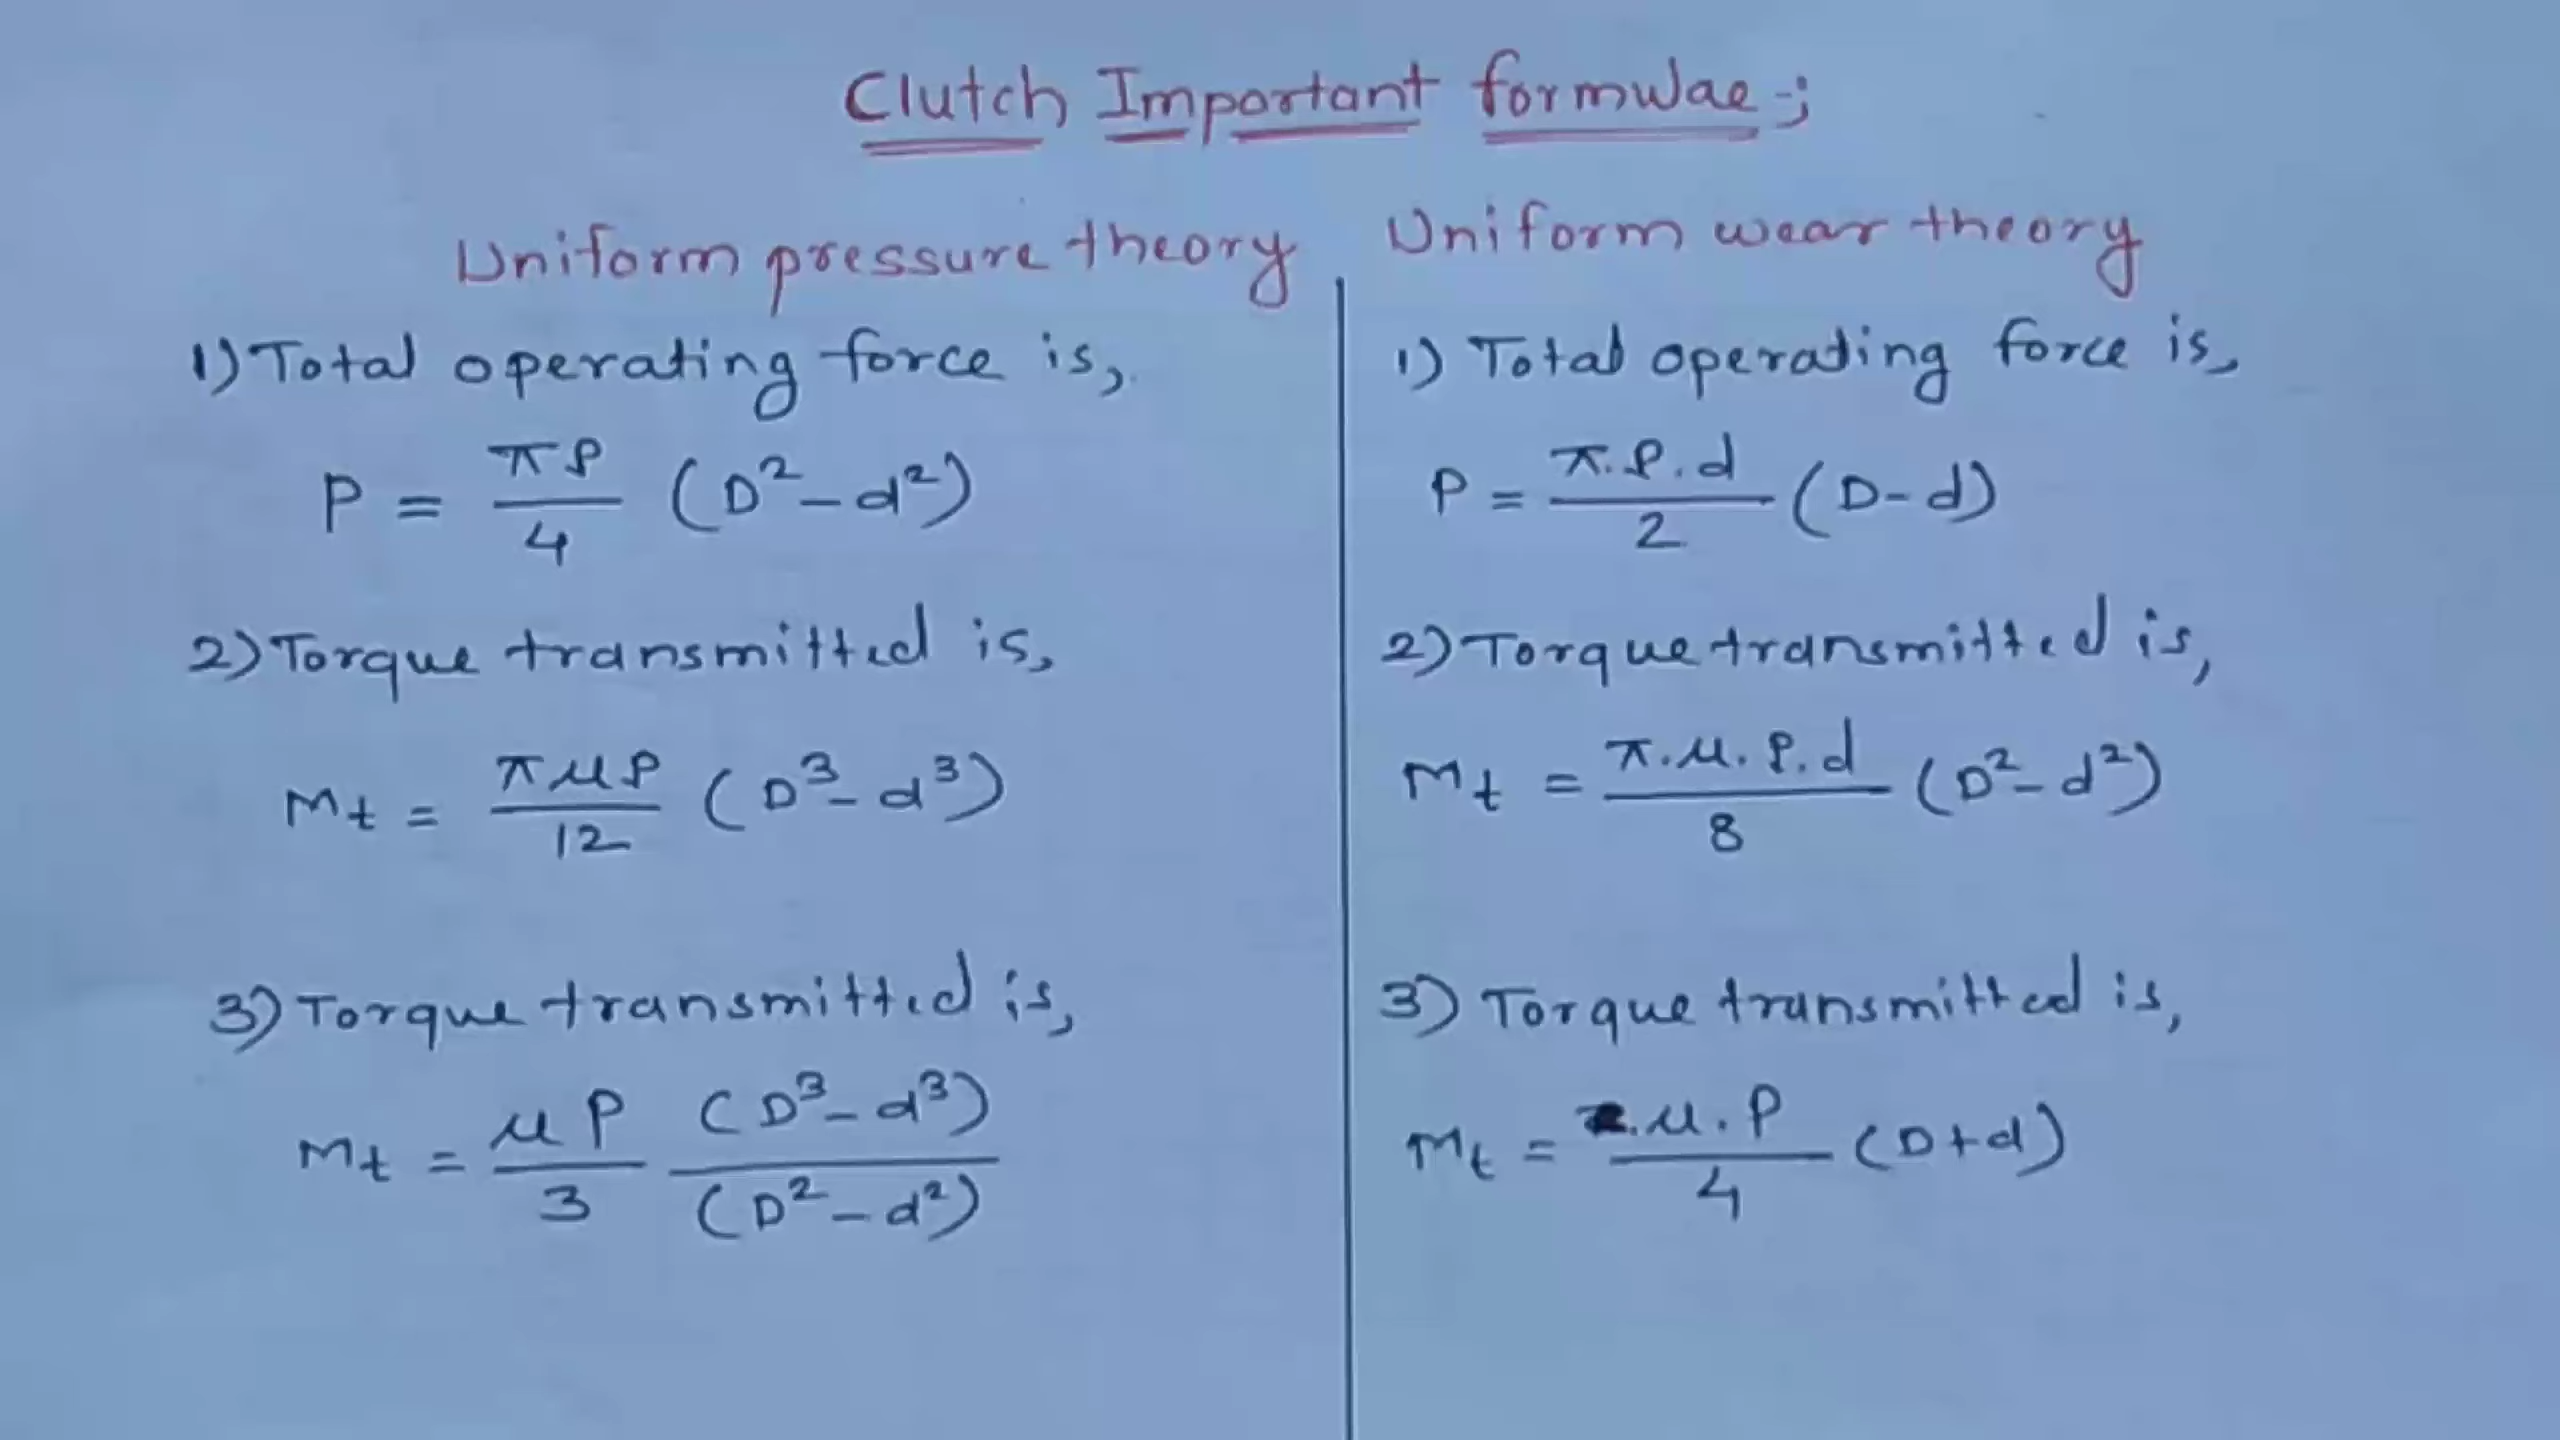 Clutch Important formulae -;
Uniform pressure theory
1) Total operating force is,
P = πp/4 (D² - d²)
2) Torque transmitted is,
Mt = πμp/12 (D³ - d³)
3) Torque transmitted is,
Mt = μP/3 (D³ - d³)/(D² - d²)
Uniform wear theory
1) Total operating force is,
P = π.p.d/2 (D - d)
2) Torque transmitted is,
Mt = π.μ.p.d/8 (D² - d²)
3) Torque transmitted is,
Mt = .μ.P/4 (D + d)